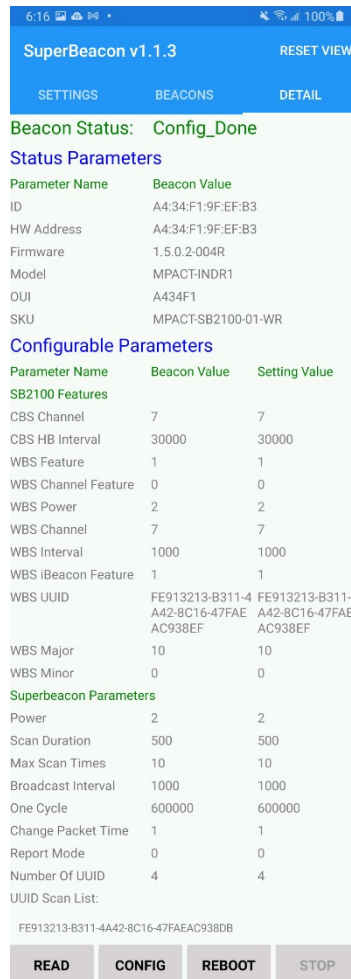 6:16 100%
SuperBeacon v1.1.3 RESET VIEW
SETTINGS BEACONS DETAIL
Beacon Status: Config_Done
Status Parameters
Parameter Name Beacon Value
ID A4:34:F1:9F:EF:B3
HW Address A4:34:F1:9F:EF:B3
Firmware 1.5.0.2-004R
Model MPACT-INDR1
OUI A434F1
SKU MPACT-SB2100-01-WR
Configurable Parameters
Parameter Name Beacon Value Setting Value
SB2100 Features
CBS Channel 7 7
CBS HB Interval 30000 30000
WBS Feature 1 1
WBS Channel Feature 0 0
WBS Power 2 2
WBS Channel 7 7
WBS Interval 1000 1000
WBS iBeacon Feature 1 1
WBS UUID FE913213-B311-4 FE913213-B311-
A42-8C16-47FAE A42-8C16-47FAE
AC938EF AC938EF
WBS Major 10 10
WBS Minor 0 0
Superbeacon Parameters
Power 2 2
Scan Duration 500 500
Max Scan Times 10 10
Broadcast Interval 1000 1000
One Cycle 600000 600000
Change Packet Time 1 1
Report Mode 0 0
Number Of UUID 4 4
UUID Scan List:
FE913213-B311-4A42-8C16-47FAEAC938DB
READ CONFIG REBOOT STOP